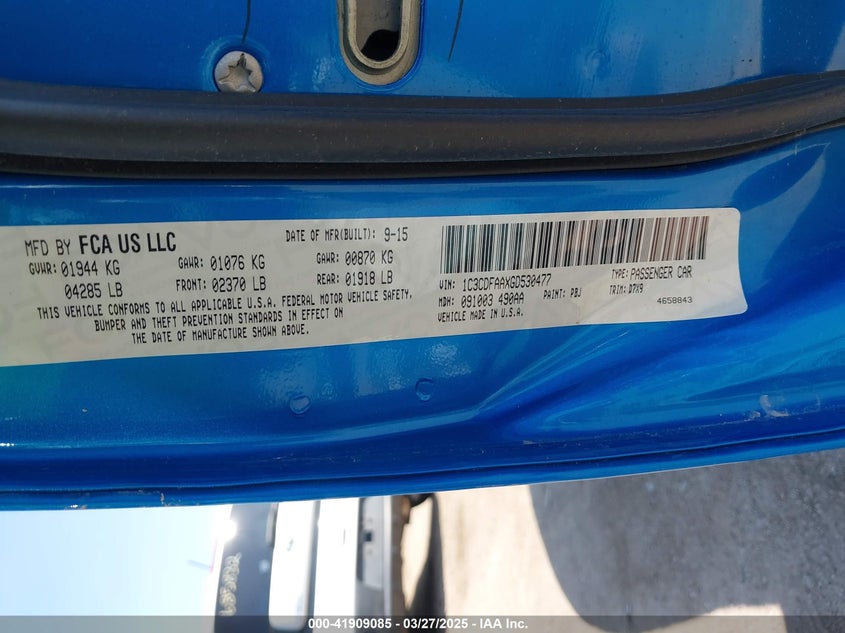 MFD BY FCA US LLC
DATE OF MFR(BUILT): 9-15
GVWR: 01944 KG
GAWR: 01076 KG
GAWR: 00870 KG
04285 LB
FRONT: 02370 LB
REAR: 01918 LB
THIS VEHICLE CONFORMS TO ALL APPLICABLE U.S.A. FEDERAL MOTOR VEHICLE SAFETY,
BUMPER AND THEFT PREVENTION STANDARDS IN EFFECT ON
THE DATE OF MANUFACTURE SHOWN ABOVE.
VIN: 1C3CDFAAXGD530477
TYPE: PASSENGER CAR
MDH: 091003 490AA
PAINT: PBJ
TRIM: D7X9
VEHICLE MADE IN U.S.A.
4658843
000-41909085 - 03/27/2025 - IAA Inc.